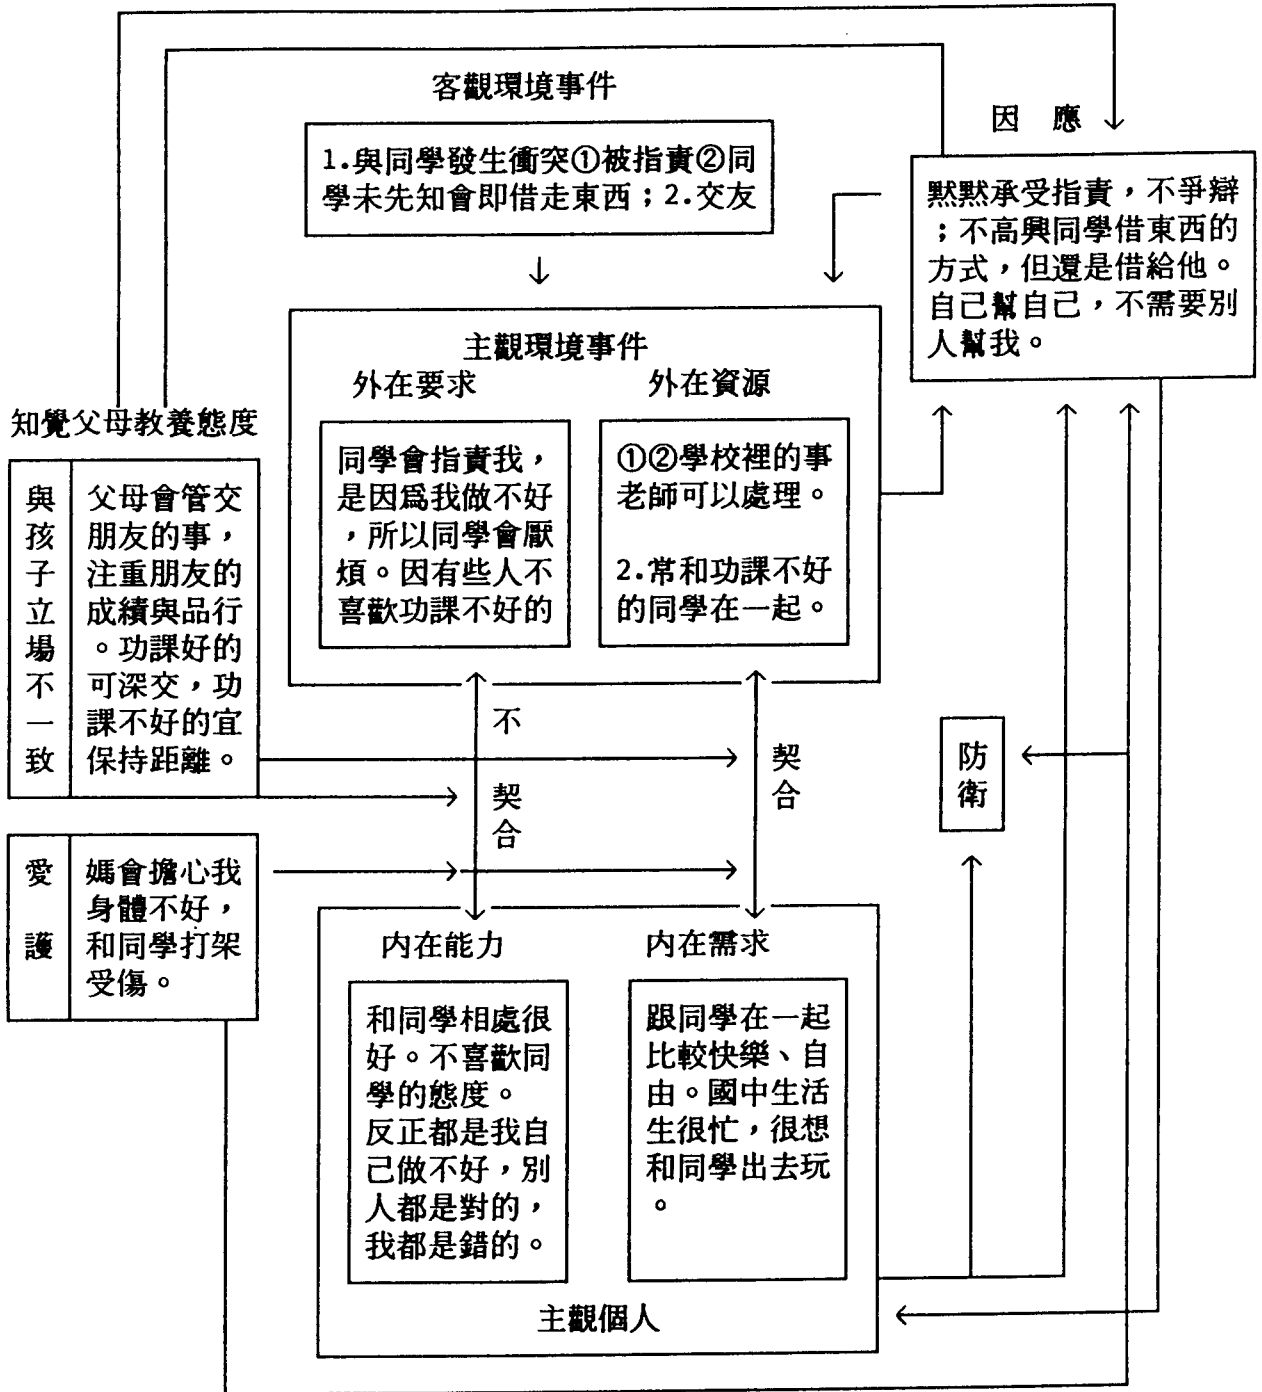 客觀環境事件
1.與同學發生衝突①被指責②同
學未先知會即借走東西；2.交友
因 應
默默承受指責，不爭辯
；不高興同學借東西的
方式，但還是借給他。
自己幫自己，不需要別
人幫我。
主觀環境事件
外在要求
同學會指責我，
是因爲我做不好
，所以同學會厭
煩。因有些人不
喜歡功課不好的
外在資源
①②學校裡的事
老師可以處理。
2.常和功課不好
的同學在一起。
知覺父母教養態度
與孩子立場不一致
父母會管交
朋友的事，
注重朋友的
成績與品行
。功課好的
可深交，功
課不好的宜
保持距離。
愛護
媽會擔心我
身體不好，
和同學打架
受傷。
不契合
契合
防衛
內在能力
和同學相處很
好。不喜歡同
學的態度。
反正都是我自
己做不好，別
人都是對的，
我都是錯的。
內在需求
跟同學在一起
比較快樂、自
由。國中生活
生很忙，很想
和同學出去玩
。
主觀個人